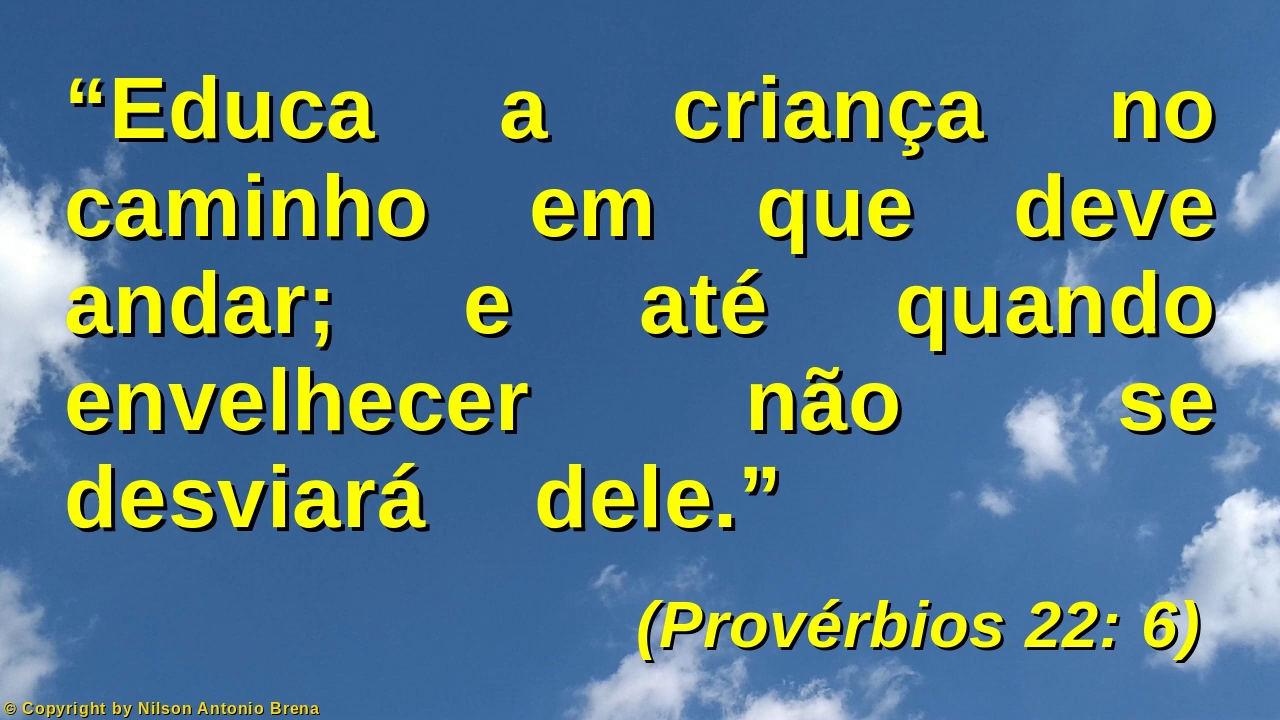 “Educa a criança no
caminho em que deve
andar; e até quando
envelhecer não se
desviará dele.”
(Provérbios 22: 6)
© Copyright by Nilson Antonio Brena